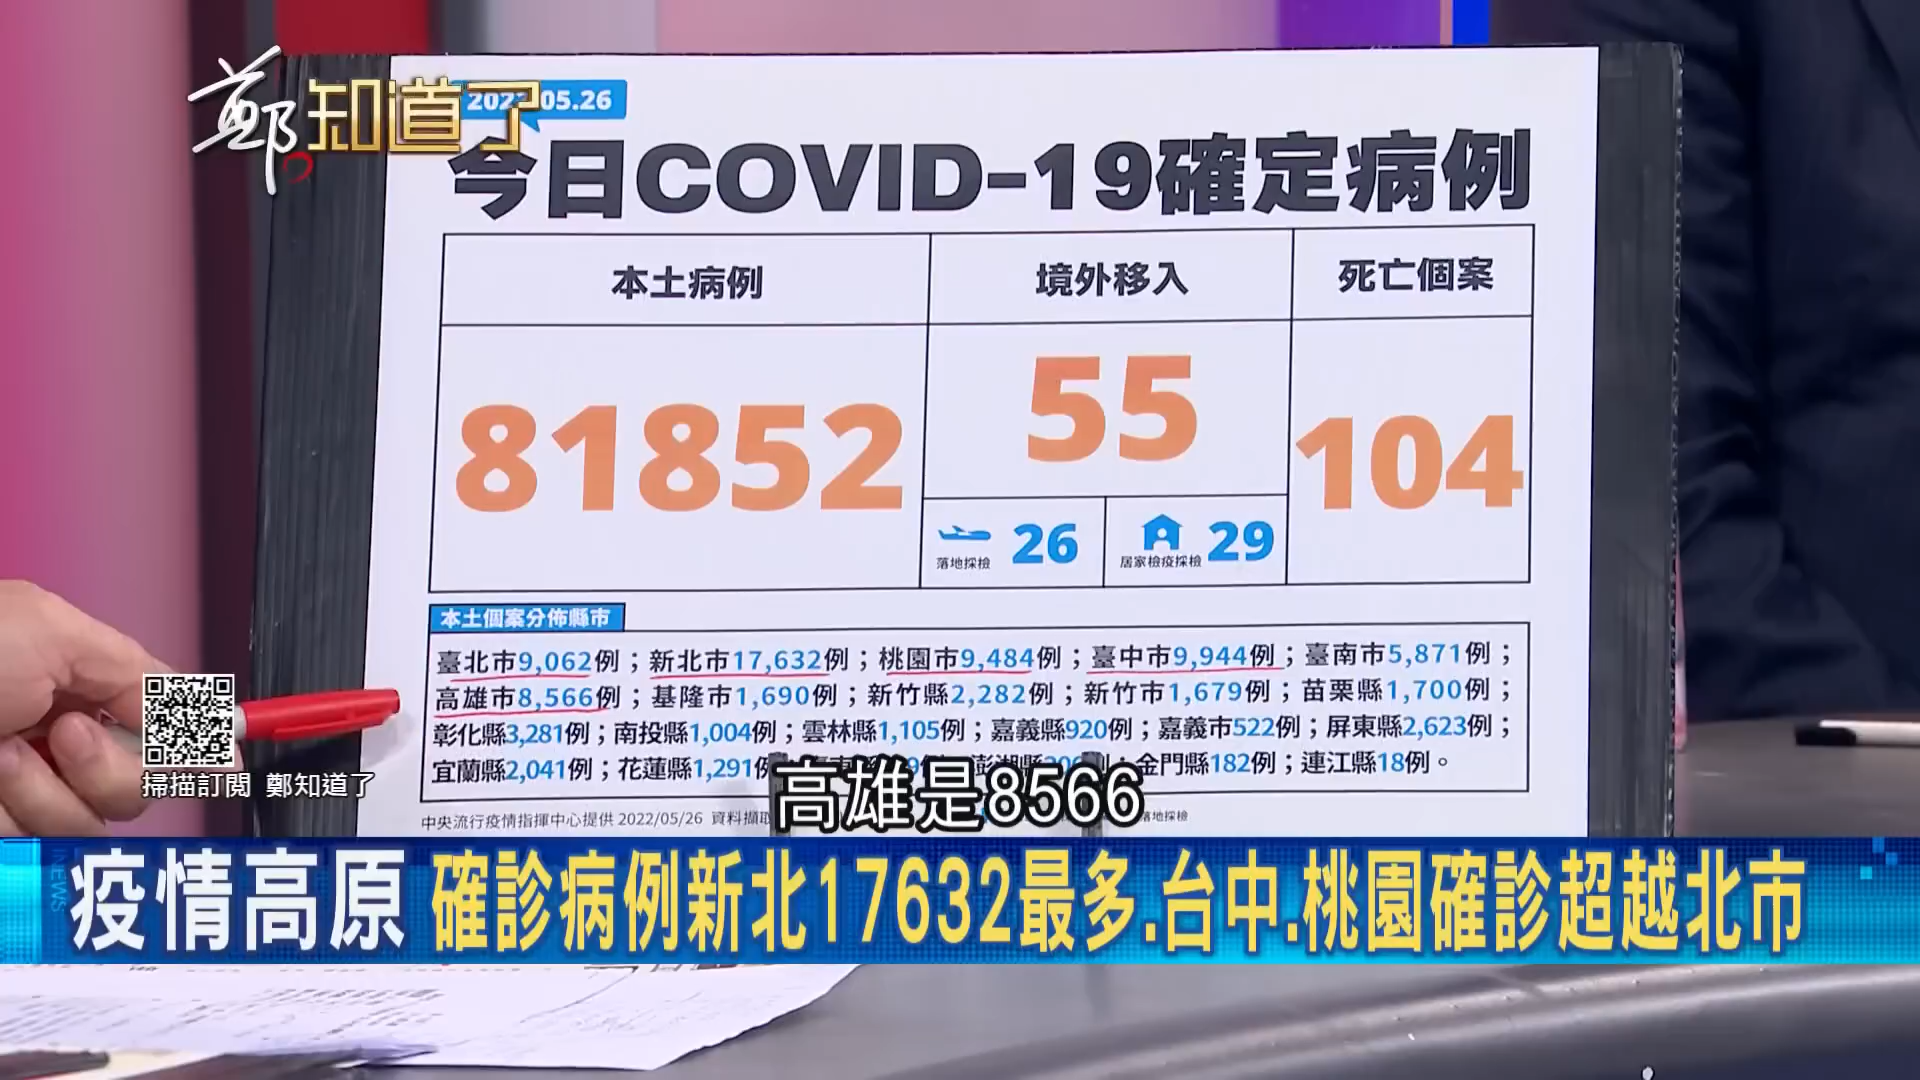 鄭知道了
2022.05.26
今日COVID-19確定病例
本土病例
境外移入
死亡個案
81852
55
104
落地採檢
26
居家檢疫採檢
29
本土個案分佈縣市
臺北市9,062例；新北市17,632例；桃園市9,484例；臺中市9,944例；臺南市5,871例；
高雄市8,566例；基隆市1,690例；新竹縣2,282例；新竹市1,679例；苗栗縣1,700例；
彰化縣3,281例；南投縣1,004例；雲林縣1,105例；嘉義縣920例；嘉義市522例；屏東縣2,623例；
宜蘭縣2,041例；花蓮縣1,291例；金門縣182例；連江縣18例。
中央流行疫情指揮中心提供 2022/05/26
落地採檢
掃描訂閱 鄭知道了
高雄是8566
INEWS
疫情高原
確診病例新北17632最多.台中.桃園確診超越北市